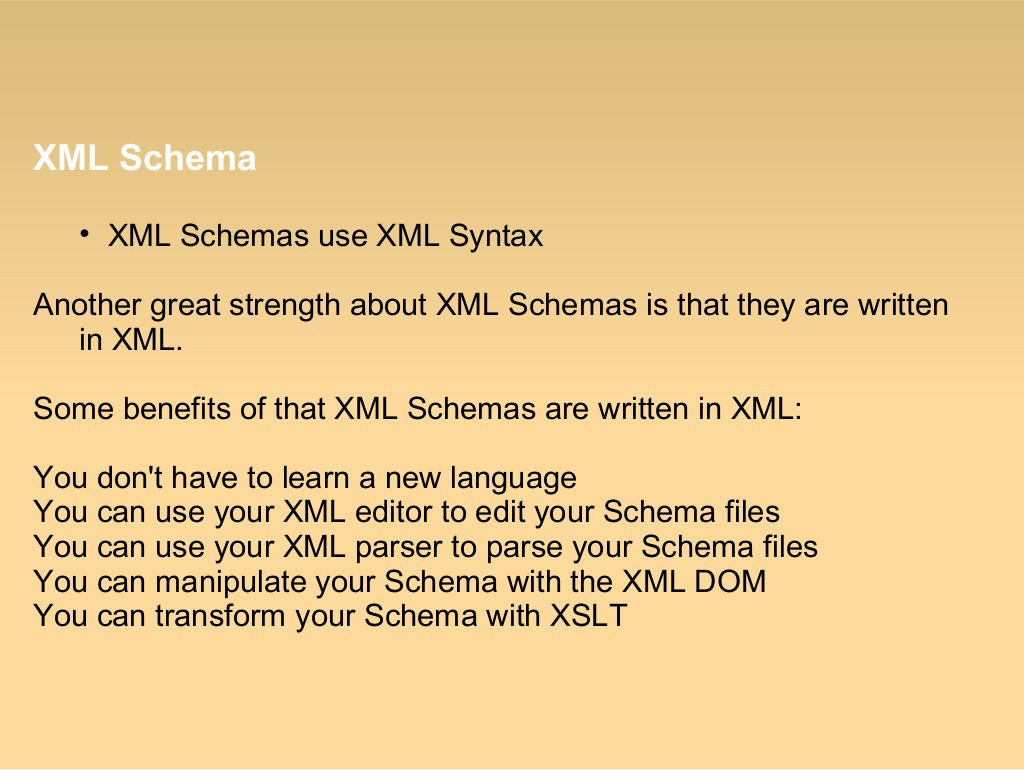 XML Schema
• XML Schemas use XML Syntax
Another great strength about XML Schemas is that they are written
in XML.
Some benefits of that XML Schemas are written in XML:
You don't have to learn a new language
You can use your XML editor to edit your Schema files
You can use your XML parser to parse your Schema files
You can manipulate your Schema with the XML DOM
You can transform your Schema with XSLT